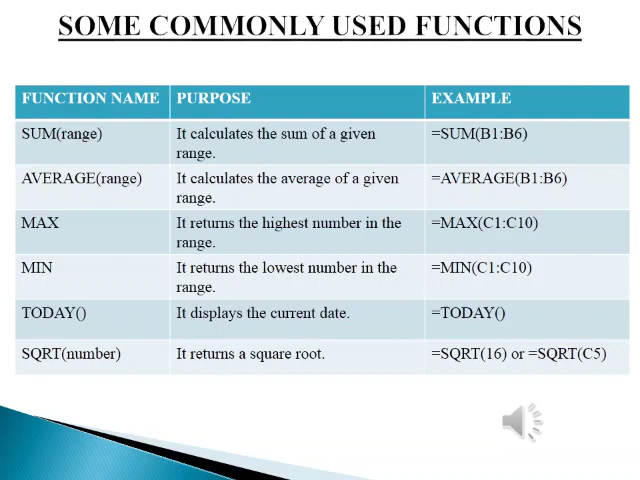 SOME COMMONLY USED FUNCTIONS
FUNCTION NAME PURPOSE EXAMPLE
SUM(range) It calculates the sum of a given range. =SUM(B1:B6)
AVERAGE(range) It calculates the average of a given range. =AVERAGE(B1:B6)
MAX It returns the highest number in the range. =MAX(C1:C10)
MIN It returns the lowest number in the range. =MIN(C1:C10)
TODAY() It displays the current date. =TODAY()
SQRT(number) It returns a square root. =SQRT(16) or =SQRT(C5)